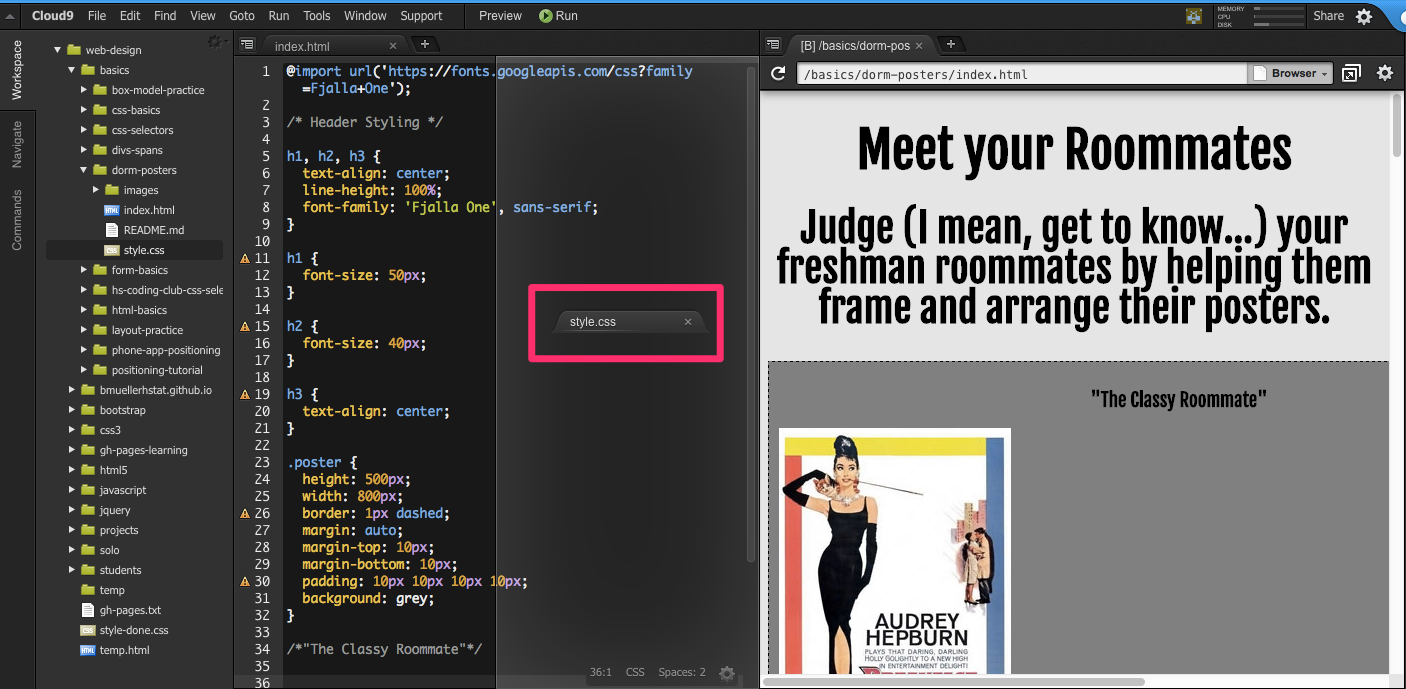 Cloud9 File Edit Find View Goto Run Tools Window Support Preview Run
MEMORY
CPU
DISK
Share
Workspace
Navigate
Commands
web-design
basics
box-model-practice
css-basics
css-selectors
divs-spans
dorm-posters
images
index.html
README.md
style.css
form-basics
hs-coding-club-css-sele
html-basics
layout-practice
phone-app-positioning
positioning-tutorial
bmuellerhstat.github.io
bootstrap
css3
gh-pages-learning
html5
javascript
jquery
projects
solo
students
temp
gh-pages.txt
style-done.css
temp.html
index.html
1 @import url('https://fonts.googleapis.com/css?family
=Fjalla+One');
2
3 /* Header Styling */
4
5 h1, h2, h3 {
6 text-align: center;
7 line-height: 100%;
8 font-family: 'Fjalla One', sans-serif;
9 }
10
11 h1 {
12 font-size: 50px;
13 }
14
15 h2 {
16 font-size: 40px;
17 }
18
19 h3 {
20 text-align: center;
21 }
22
23 .poster {
24 height: 500px;
25 width: 800px;
26 border: 1px dashed;
27 margin: auto;
28 margin-top: 10px;
29 margin-bottom: 10px;
30 padding: 10px 10px 10px 10px;
31 background: grey;
32 }
33
34 /*"The Classy Roommate"*/
35
36
style.css
36:1 CSS Spaces: 2
[B] /basics/dorm-pos
/basics/dorm-posters/index.html
Browser
Meet your Roommates
Judge (I mean, get to know...) your
freshman roommates by helping them
frame and arrange their posters.
"The Classy Roommate"
AUDREY
HEPBURN
PLAYS THAT DARING, DARLING
HOLLY GOLIGHTLY TO A NEW HIGH
IN ENTERTAINMENT DELIGHT!